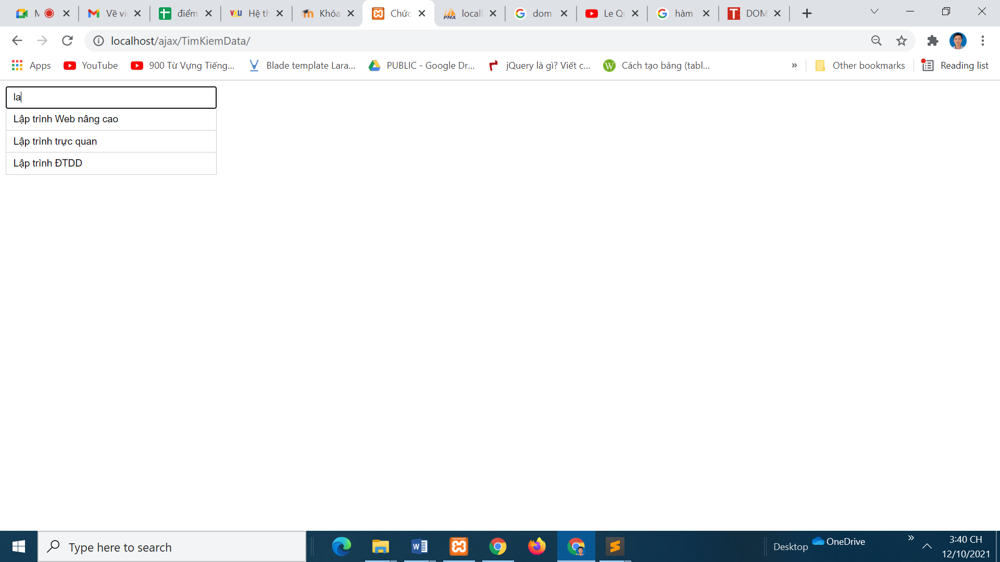 M Về vi điểm Hệ th Khóa Chức locall dom Le Qu hàm DOM
localhost/ajax/TimKiemData/
Apps YouTube 900 Từ Vựng Tiếng... Blade template Lara... PUBLIC - Google Dr... jQuery là gì? Viết c... Cách tạo bảng (tabl... » Other bookmarks Reading list
la
Lập trình Web nâng cao
Lập trình trực quan
Lập trình ĐTDD
Type here to search
Desktop
OneDrive
3:40 CH
12/10/2021